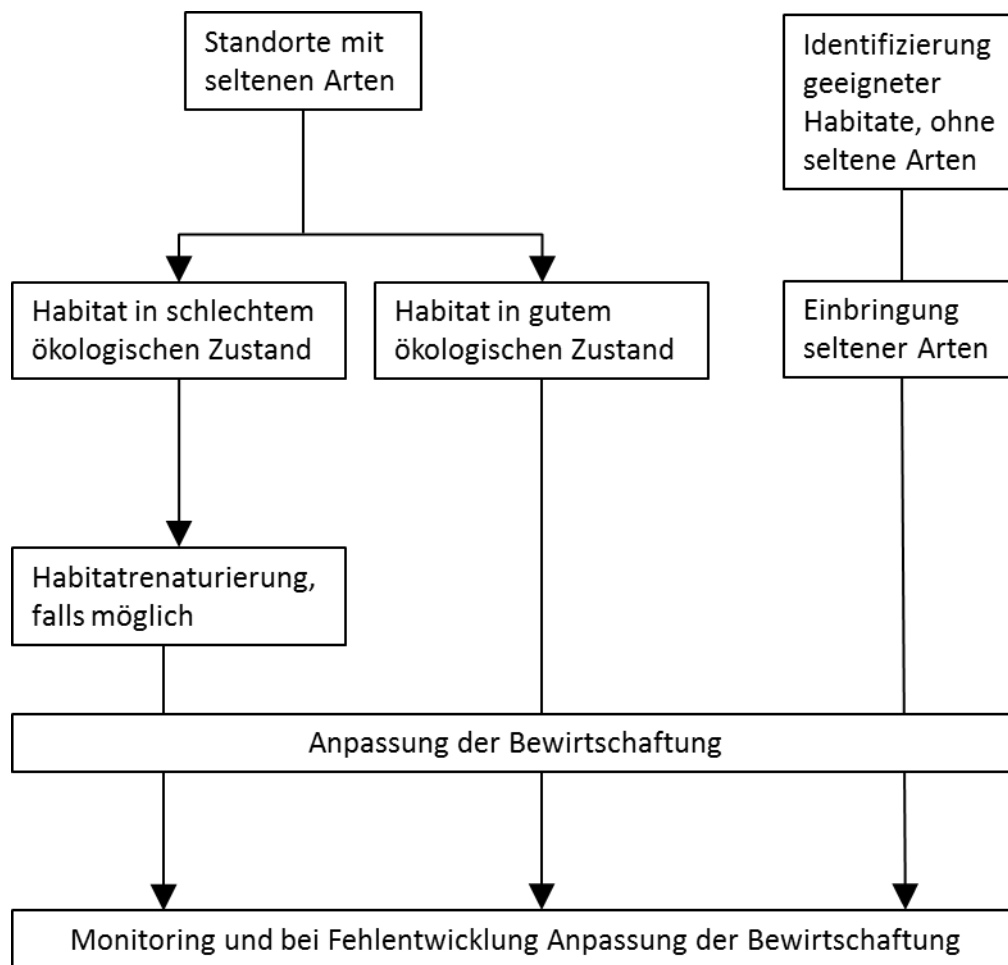 Standorte mit
seltenen Arten
Identifizierung
geeigneter
Habitate, ohne
seltene Arten
Habitat in schlechtem
ökologischen Zustand
Habitat in gutem
ökologischen Zustand
Einbringung
seltener Arten
Habitatrenaturierung,
falls möglich
Anpassung der Bewirtschaftung
Monitoring und bei Fehlentwicklung Anpassung der Bewirtschaftung